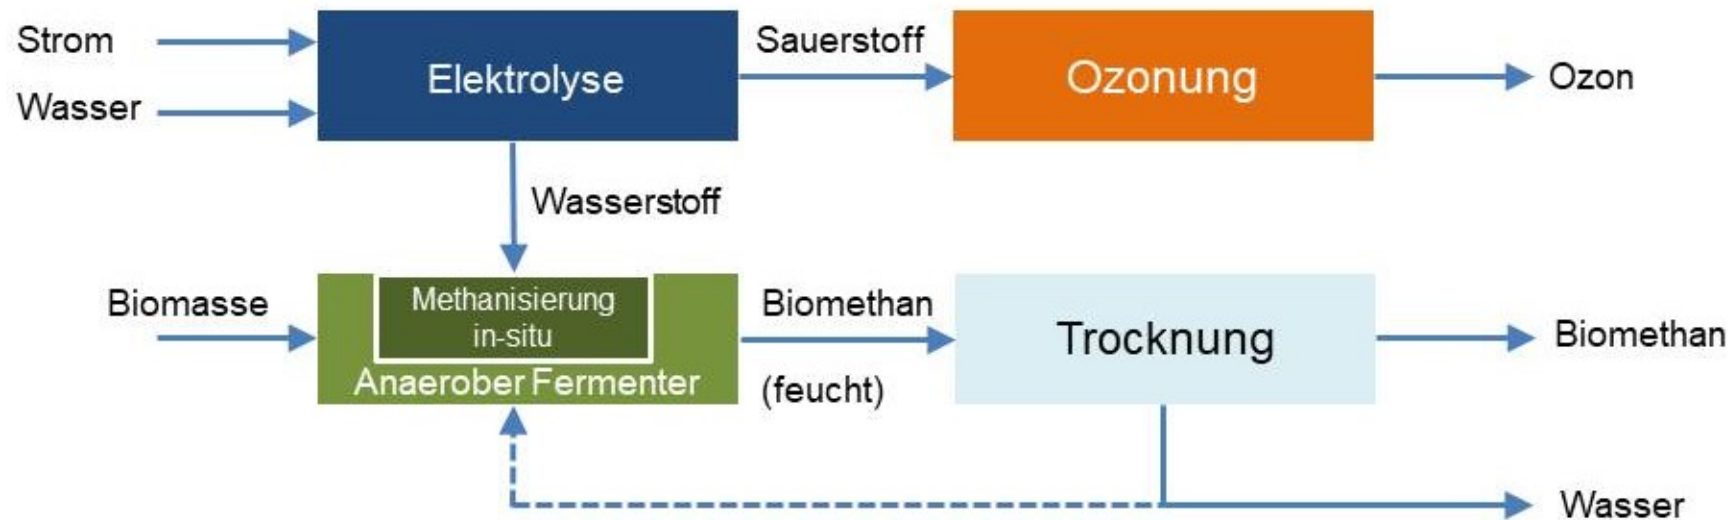 Strom
Sauerstoff
Elektrolyse
Ozonung
Ozon
Wasser
Wasserstoff
Biomasse
Methanisierung
in-situ
Anaerober Fermenter
Biomethan
(feucht)
Trocknung
Biomethan
Wasser